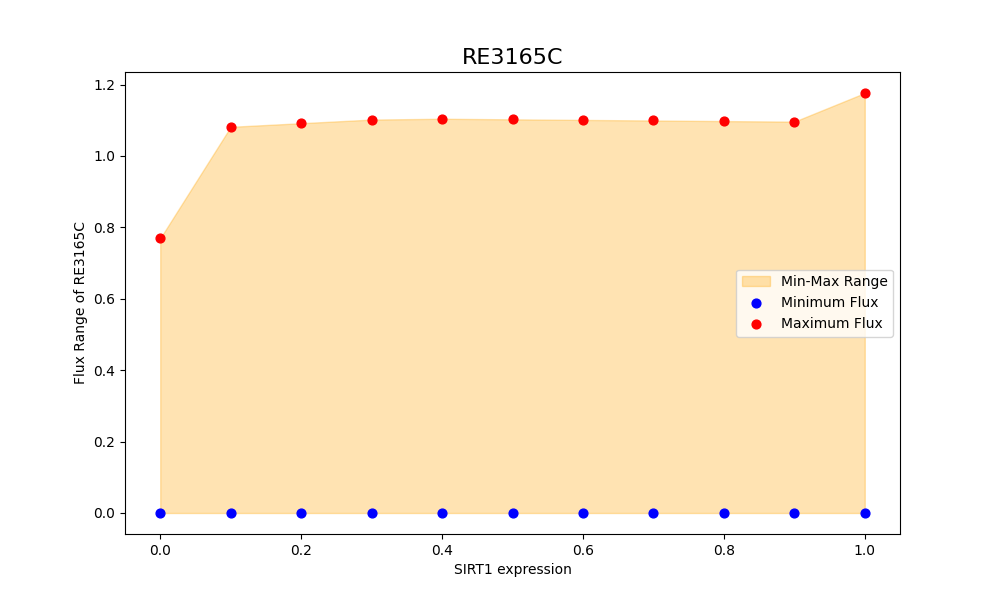 RE3165C
1.2
1.0
0.8
0.6
0.4
0.2
0.0
Flux Range of RE3165C
Min-Max Range
Minimum Flux
Maximum Flux
0.0 0.2 0.4 0.6 0.8 1.0
SIRT1 expression